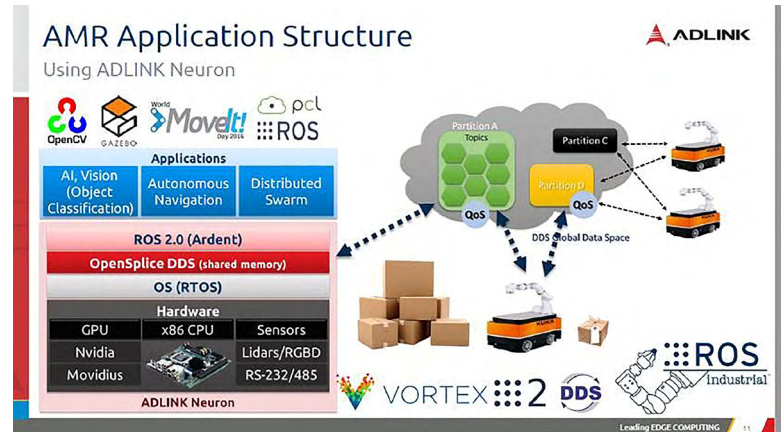 AMR Application Structure
ADLINK
Using ADLINK Neuron
OpenCV
GAZEBO
World
MoveIt!
Day 2016
pcl
ROS
Applications
AI, Vision
(Object
Classification)
Autonomous
Navigation
Distributed
Swarm
ROS 2.0 (Ardent)
OpenSplice DDS (shared memory)
OS (RTOS)
Hardware
GPU
x86 CPU
Sensors
Nvidia
Lidars/RGBD
Movidius
RS-232/485
ADLINK Neuron
Partition A
Topics
QoS
Partition C
Partition D
QoS
DDS Global Data Space
KUKA
VORTEX
2
DDS
ROS
Industrial
Leading EDGE COMPUTING
11